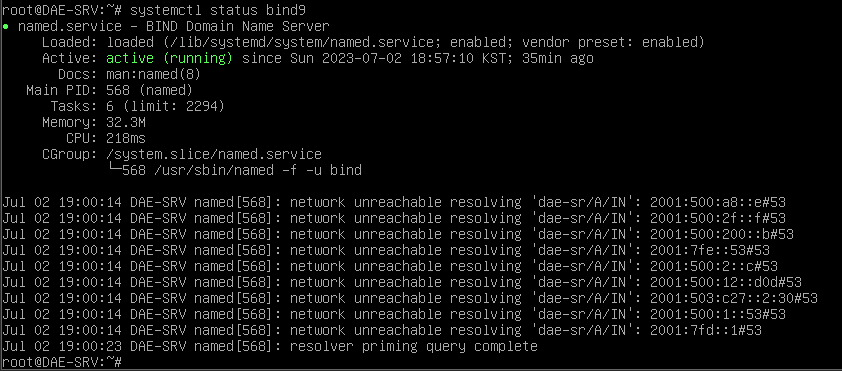 root@DAE-SRV:~# systemctl status bind9
● named.service - BIND Domain Name Server
Loaded: loaded (/lib/systemd/system/named.service; enabled; vendor preset: enabled)
Active: active (running) since Sun 2023-07-02 18:57:10 KST; 35min ago
Docs: man:named(8)
Main PID: 568 (named)
Tasks: 6 (limit: 2294)
Memory: 32.3M
CPU: 218ms
CGroup: /system.slice/named.service
└─568 /usr/sbin/named -f -u bind
Jul 02 19:00:14 DAE-SRV named[568]: network unreachable resolving 'dae-sr/A/IN': 2001:500:a8::e#53
Jul 02 19:00:14 DAE-SRV named[568]: network unreachable resolving 'dae-sr/A/IN': 2001:500:2f::f#53
Jul 02 19:00:14 DAE-SRV named[568]: network unreachable resolving 'dae-sr/A/IN': 2001:500:200::b#53
Jul 02 19:00:14 DAE-SRV named[568]: network unreachable resolving 'dae-sr/A/IN': 2001:7fe::53#53
Jul 02 19:00:14 DAE-SRV named[568]: network unreachable resolving 'dae-sr/A/IN': 2001:500:2::c#53
Jul 02 19:00:14 DAE-SRV named[568]: network unreachable resolving 'dae-sr/A/IN': 2001:500:12::d0d#53
Jul 02 19:00:14 DAE-SRV named[568]: network unreachable resolving 'dae-sr/A/IN': 2001:503:c27::2:30#53
Jul 02 19:00:14 DAE-SRV named[568]: network unreachable resolving 'dae-sr/A/IN': 2001:500:1::53#53
Jul 02 19:00:14 DAE-SRV named[568]: network unreachable resolving 'dae-sr/A/IN': 2001:7fd::1#53
Jul 02 19:00:23 DAE-SRV named[568]: resolver priming query complete
root@DAE-SRV:~#